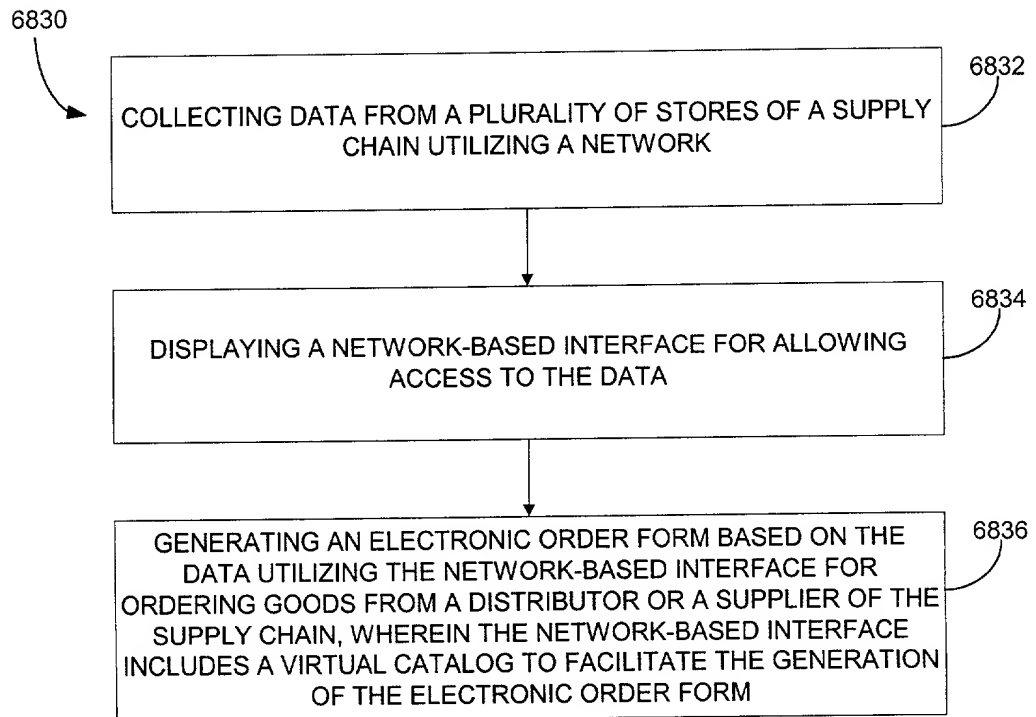 6830
6832
COLLECTING DATA FROM A PLURALITY OF STORES OF A SUPPLY
CHAIN UTILIZING A NETWORK
6834
DISPLAYING A NETWORK-BASED INTERFACE FOR ALLOWING
ACCESS TO THE DATA
6836
GENERATING AN ELECTRONIC ORDER FORM BASED ON THE
DATA UTILIZING THE NETWORK-BASED INTERFACE FOR
ORDERING GOODS FROM A DISTRIBUTOR OR A SUPPLIER OF THE
SUPPLY CHAIN, WHEREIN THE NETWORK-BASED INTERFACE
INCLUDES A VIRTUAL CATALOG TO FACILITATE THE GENERATION
OF THE ELECTRONIC ORDER FORM